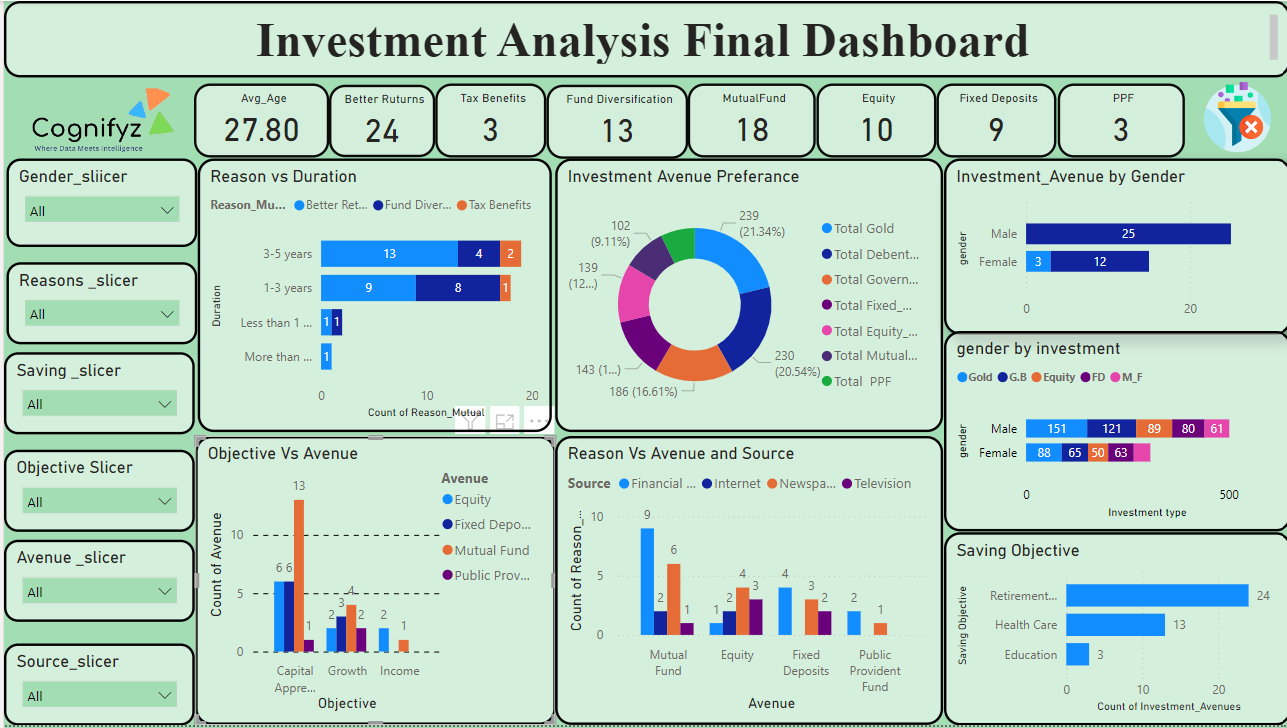 Investment Analysis Final Dashboard
Cognifyz
Where Data Meets Intelligence
Avg_Age
27.80
Better Ruturns
24
Tax Benefits
3
Fund Diversification
13
MutualFund
18
Equity
10
Fixed Deposits
9
PPF
3
Gender_sliicer
All
Reasons _slicer
All
Saving _slicer
All
Objective Slicer
All
Avenue _slicer
All
Source_slicer
All
Reason vs Duration
Reason_Mu... Better Ret... Fund Diver... Tax Benefits
Duration
3-5 years 13 4 2
1-3 years 9 8 1
Less than 1 ... 1 1
More than ... 1
0 10 20
Count of Reason_Mutual
Investment Avenue Preferance
239
(21.34%)
230
(20.54%)
186 (16.61%)
143 (1...)
139
(12...)
102
(9.11%)
Total Gold
Total Debent...
Total Govern...
Total Fixed_...
Total Equity_...
Total Mutual...
Total PPF
Investment_Avenue by Gender
gender
Male 25
Female 3 12
0 20
gender by investment
Gold G.B Equity FD M_F
gender
Male 151 121 89 80 61
Female 88 65 50 63
0 500
Investment type
Objective Vs Avenue
Avenue
Equity
Fixed Depo...
Mutual Fund
Public Prov...
Count of Avenue
10
5
0
6 6 13 1
2 3 4 2
2 1
Capital
Appre...
Growth
Income
Objective
Reason Vs Avenue and Source
Source Financial ... Internet Newspa... Television
Count of Reason_...
10
5
0
9 2 6 1
1 2 4 3
4 3 2
2 1
Mutual
Fund
Equity
Fixed
Deposits
Public
Provident
Fund
Avenue
Saving Objective
Saving Objective
Retirement... 24
Health Care 13
Education 3
0 10 20
Count of Investment_Avenues